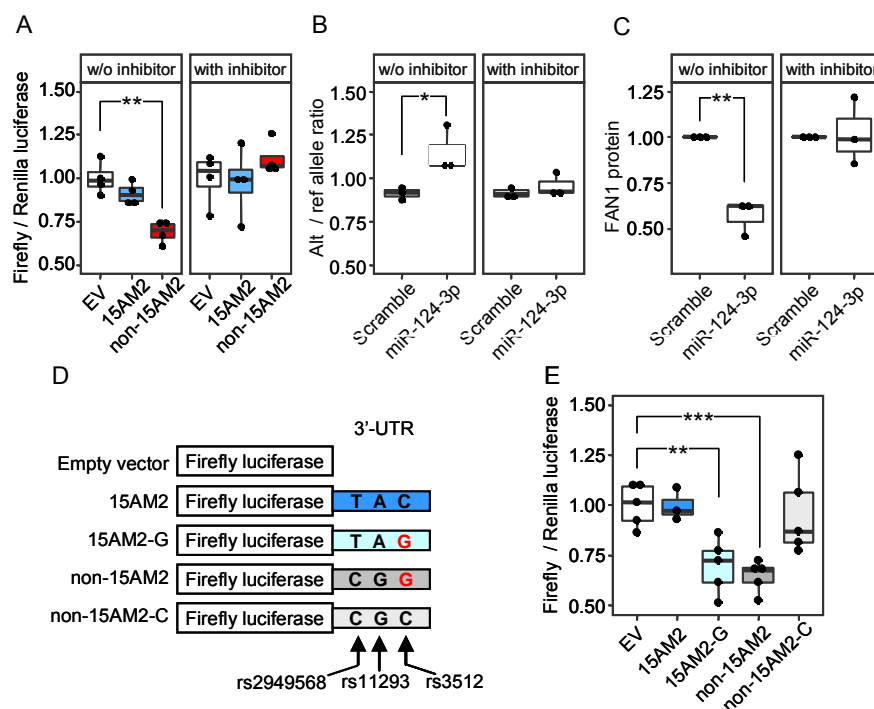 A
w/o inhibitor
with inhibitor
**
Firefly / Renilla luciferase
1.50
1.25
1.00
0.75
0.50
EV
15AM2
non-15AM2
EV
15AM2
non-15AM2
B
w/o inhibitor
with inhibitor
*
Alt / ref allele ratio
1.50
1.25
1.00
0.75
0.50
Scramble
miR-124-3p
Scramble
miR-124-3p
C
w/o inhibitor
with inhibitor
**
FAN1 protein
1.25
1.00
0.75
0.50
Scramble
miR-124-3p
Scramble
miR-124-3p
D
3'-UTR
Empty vector Firefly luciferase
15AM2 Firefly luciferase T A C
15AM2-G Firefly luciferase T A G
non-15AM2 Firefly luciferase C G G
non-15AM2-C Firefly luciferase C G C
rs2949568 rs11293 rs3512
E
***
**
Firefly / Renilla luciferase
1.50
1.25
1.00
0.75
0.50
EV
15AM2
15AM2-G
non-15AM2
non-15AM2-C